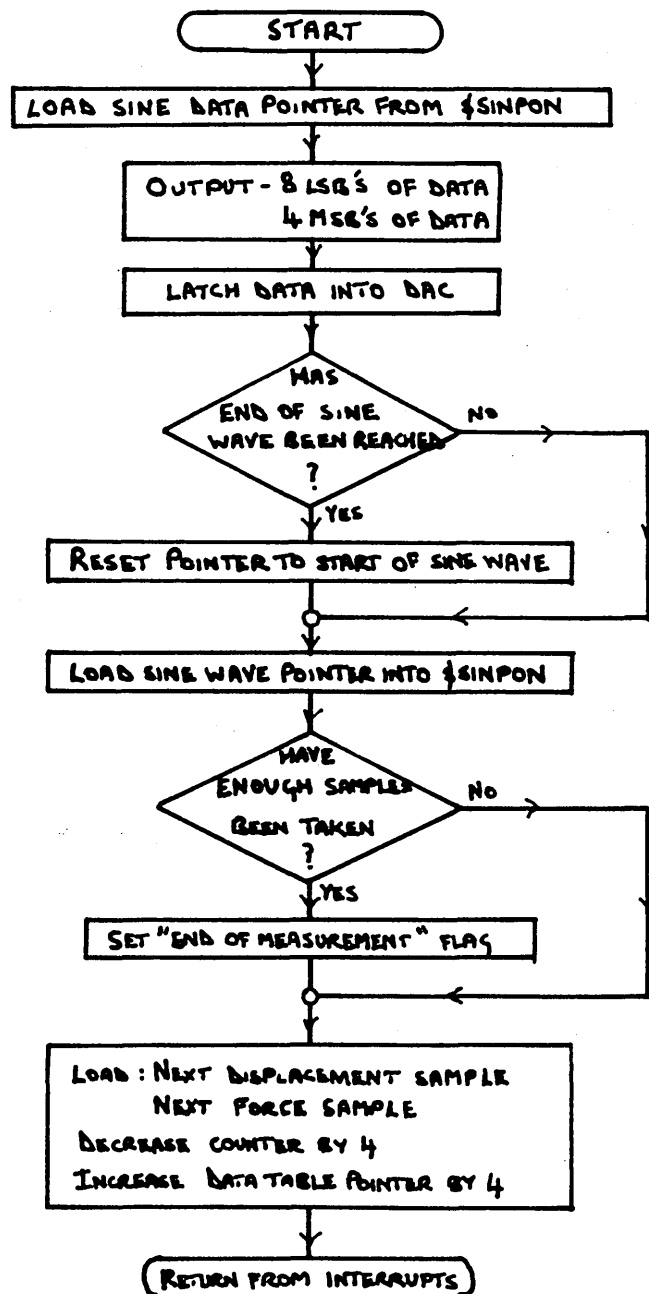 START
LOAD SINE DATA POINTER FROM $SINPON
OUTPUT - 8 LSB'S OF DATA
4 MSB'S OF DATA
LATCH DATA INTO DAC
HAS
END OF SINE
WAVE BEEN REACHED
?
NO
YES
RESET POINTER TO START OF SINE WAVE
LOAD SINE WAVE POINTER INTO $SINPON
HAVE
ENOUGH SAMPLES
BEEN TAKEN
?
NO
YES
SET "END OF MEASUREMENT" FLAG
LOAD : NEXT DISPLACEMENT SAMPLE
NEXT FORCE SAMPLE
DECREASE COUNTER BY 4
INCREASE DATA TABLE POINTER BY 4
RETURN FROM INTERRUPTS